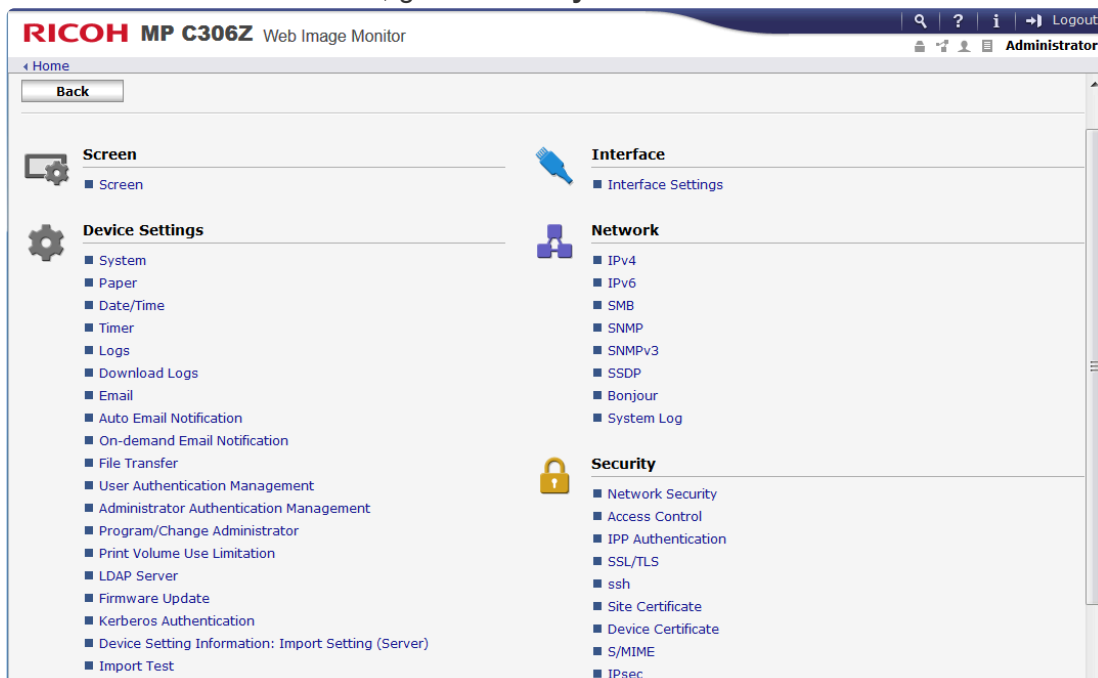 RICOH MP C306Z Web Image Monitor
? i Logout
Administrator
Home
Back
Screen
Screen
Device Settings
System
Paper
Date/Time
Timer
Logs
Download Logs
Email
Auto Email Notification
On-demand Email Notification
File Transfer
User Authentication Management
Administrator Authentication Management
Program/Change Administrator
Print Volume Use Limitation
LDAP Server
Firmware Update
Kerberos Authentication
Device Setting Information: Import Setting (Server)
Import Test
Interface
Interface Settings
Network
IPv4
IPv6
SMB
SNMP
SNMPv3
SSDP
Bonjour
System Log
Security
Network Security
Access Control
IPP Authentication
SSL/TLS
ssh
Site Certificate
Device Certificate
S/MIME
IPsec